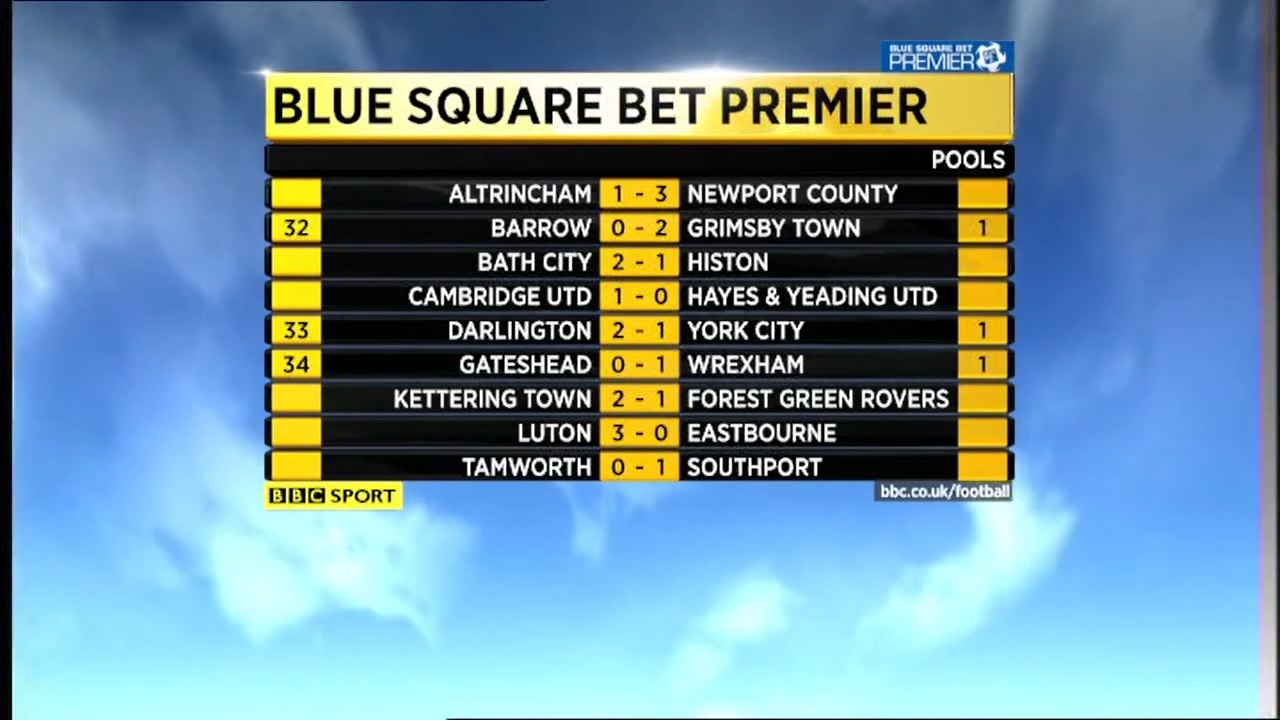 BLUE SQUARE BET
PREMIER
BLUE SQUARE BET PREMIER
POOLS
ALTRINCHAM 1 - 3 NEWPORT COUNTY
32 BARROW 0 - 2 GRIMSBY TOWN 1
BATH CITY 2 - 1 HISTON
CAMBRIDGE UTD 1 - 0 HAYES & YEADING UTD
33 DARLINGTON 2 - 1 YORK CITY 1
34 GATESHEAD 0 - 1 WREXHAM 1
KETTERING TOWN 2 - 1 FOREST GREEN ROVERS
LUTON 3 - 0 EASTBOURNE
TAMWORTH 0 - 1 SOUTHPORT
BBC SPORT bbc.co.uk/football